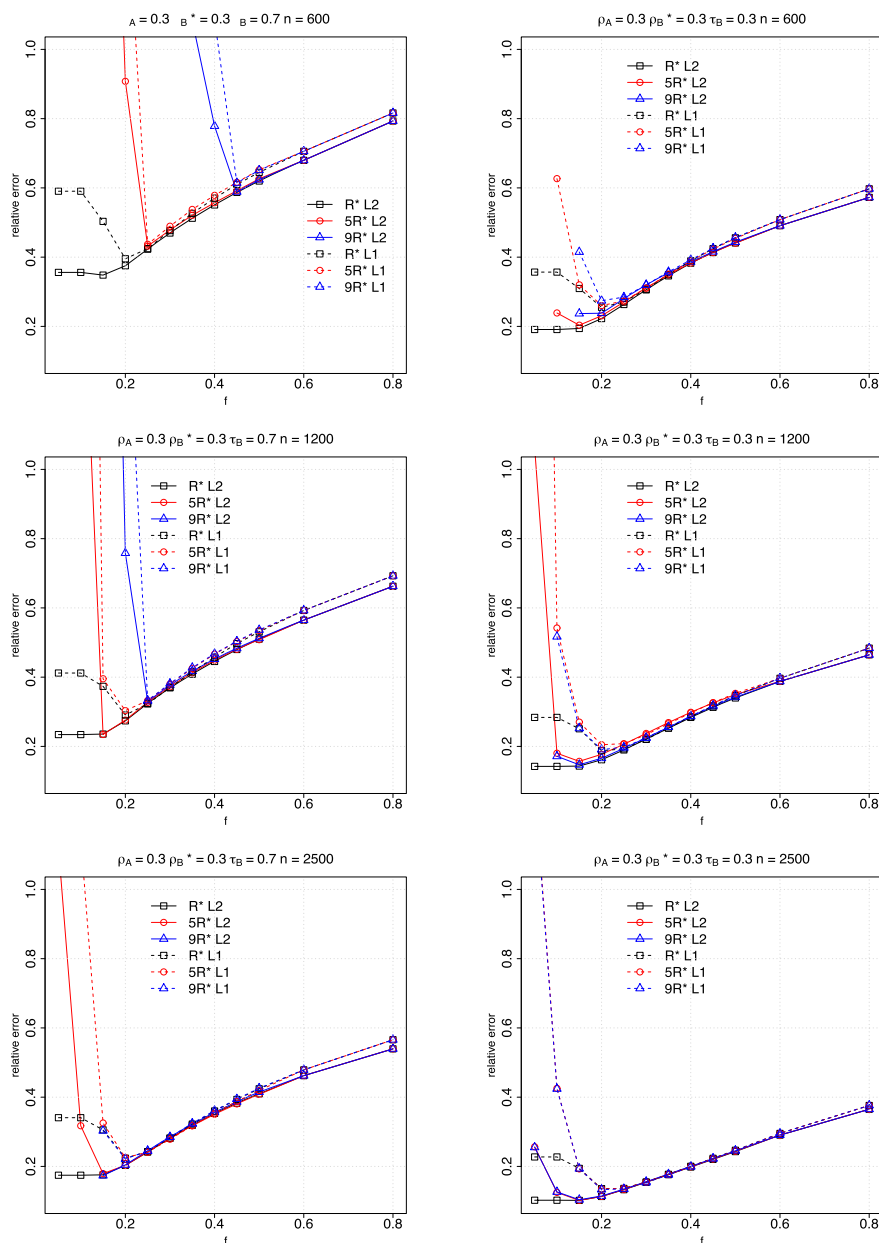 A = 0.3 B * = 0.3 B = 0.7 n = 600
relative error
1.0
0.8
0.6
0.4
0.2
R* L2
5R* L2
9R* L2
R* L1
5R* L1
9R* L1
0.2 0.4 0.6 0.8
f
ρA = 0.3 ρB * = 0.3 τB = 0.3 n = 600
relative error
1.0
0.8
0.6
0.4
0.2
R* L2
5R* L2
9R* L2
R* L1
5R* L1
9R* L1
0.2 0.4 0.6 0.8
f
ρA = 0.3 ρB * = 0.3 τB = 0.7 n = 1200
relative error
1.0
0.8
0.6
0.4
0.2
R* L2
5R* L2
9R* L2
R* L1
5R* L1
9R* L1
0.2 0.4 0.6 0.8
f
ρA = 0.3 ρB * = 0.3 τB = 0.3 n = 1200
relative error
1.0
0.8
0.6
0.4
0.2
R* L2
5R* L2
9R* L2
R* L1
5R* L1
9R* L1
0.2 0.4 0.6 0.8
f
ρA = 0.3 ρB * = 0.3 τB = 0.7 n = 2500
relative error
1.0
0.8
0.6
0.4
0.2
R* L2
5R* L2
9R* L2
R* L1
5R* L1
9R* L1
0.2 0.4 0.6 0.8
f
ρA = 0.3 ρB * = 0.3 τB = 0.3 n = 2500
relative error
1.0
0.8
0.6
0.4
0.2
R* L2
5R* L2
9R* L2
R* L1
5R* L1
9R* L1
0.2 0.4 0.6 0.8
f